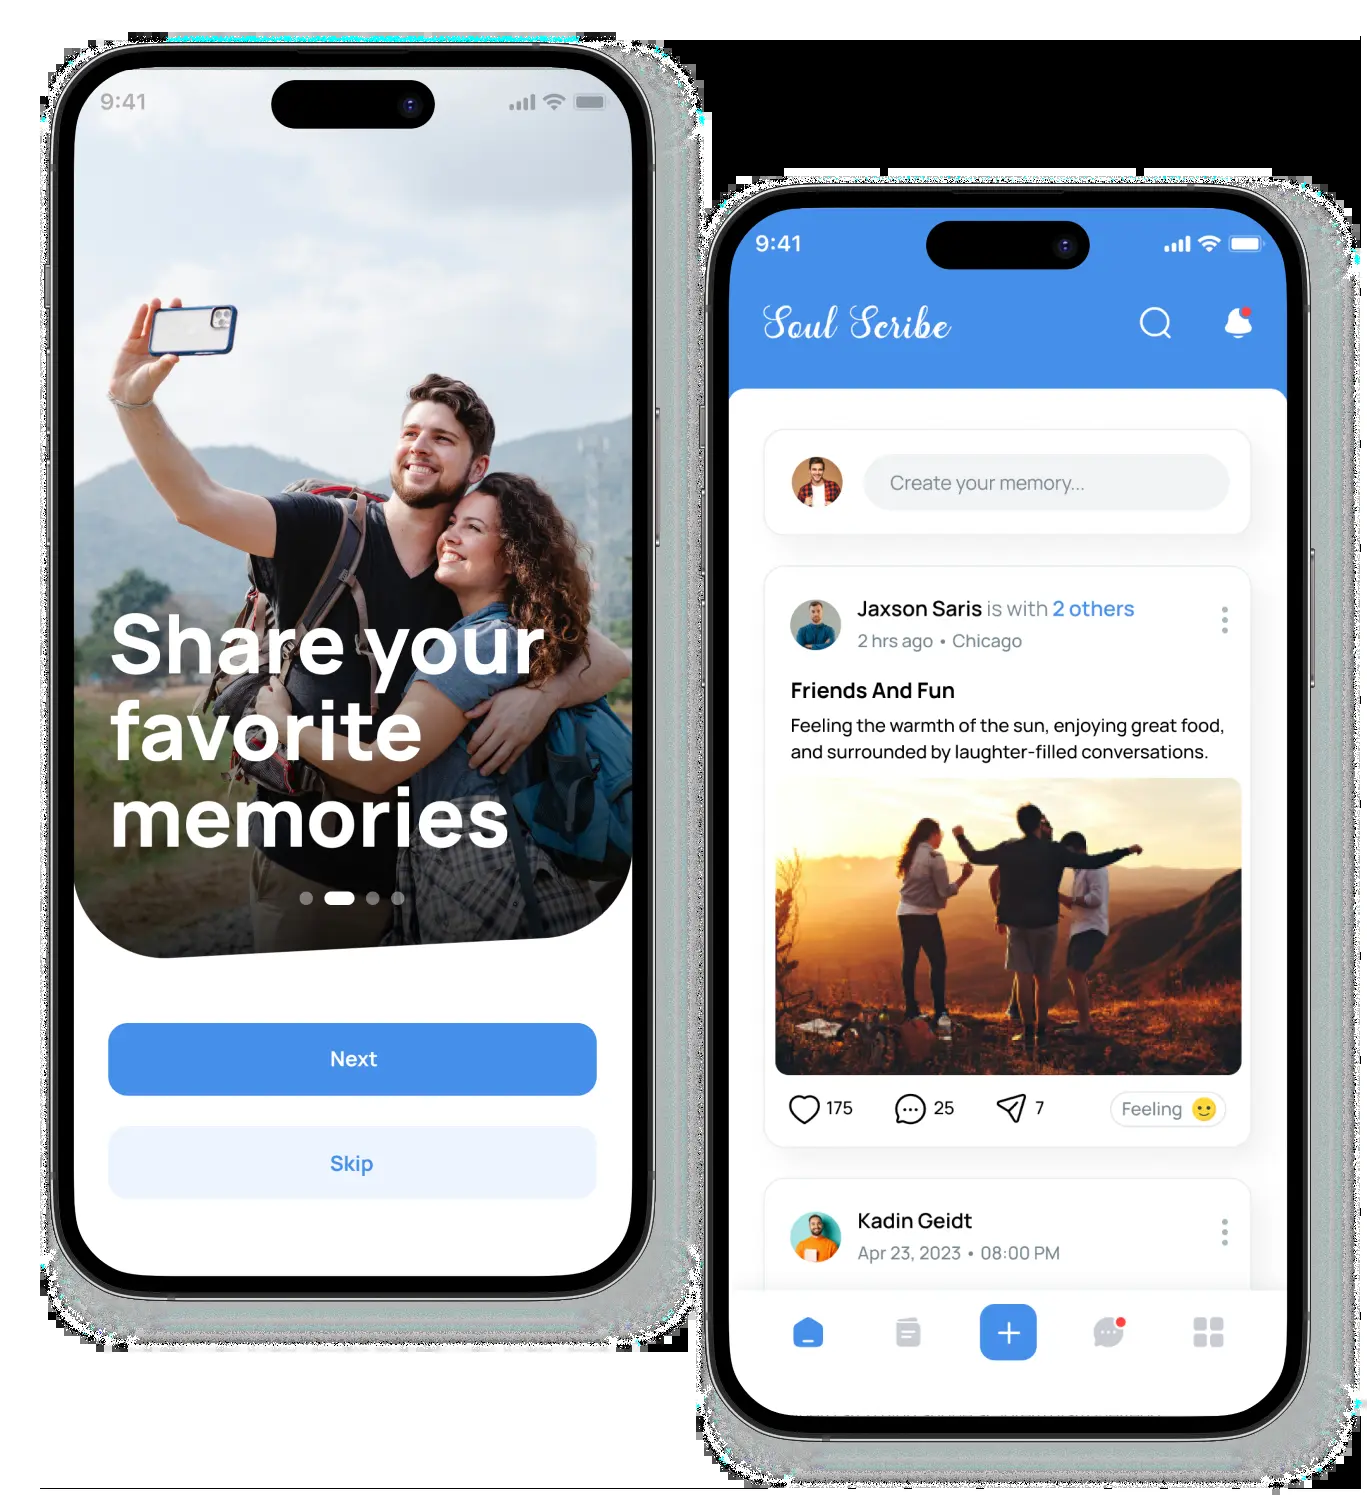 9:41
Share your
favorite
memories
Next
Skip
9:41
Soul Scribe
Create your memory...
Jaxson Saris is with 2 others
2 hrs ago • Chicago
Friends And Fun
Feeling the warmth of the sun, enjoying great food,
and surrounded by laughter-filled conversations.
175 25 7 Feeling
Kadin Geidt
Apr 23, 2023 • 08:00 PM